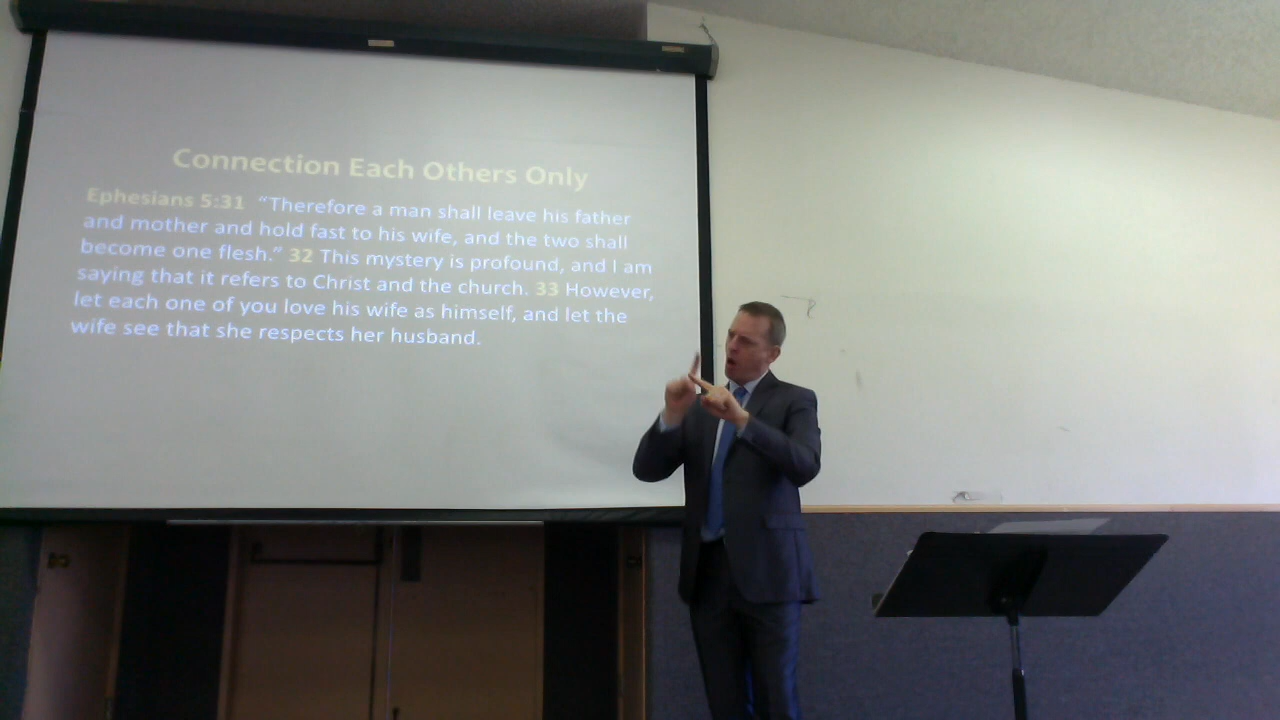 Connection Each Others Only
Ephesians 5:31 “Therefore a man shall leave his father
and mother and hold fast to his wife, and the two shall
become one flesh.” 32 This mystery is profound, and I am
saying that it refers to Christ and the church. 33 However,
let each one of you love his wife as himself, and let the
wife see that she respects her husband.